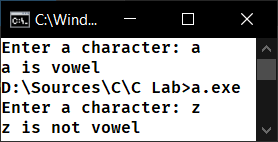 C:\Wind...
Enter a character: a
a is vowel
D:\Sources\C\C Lab>a.exe
Enter a character: z
z is not vowel